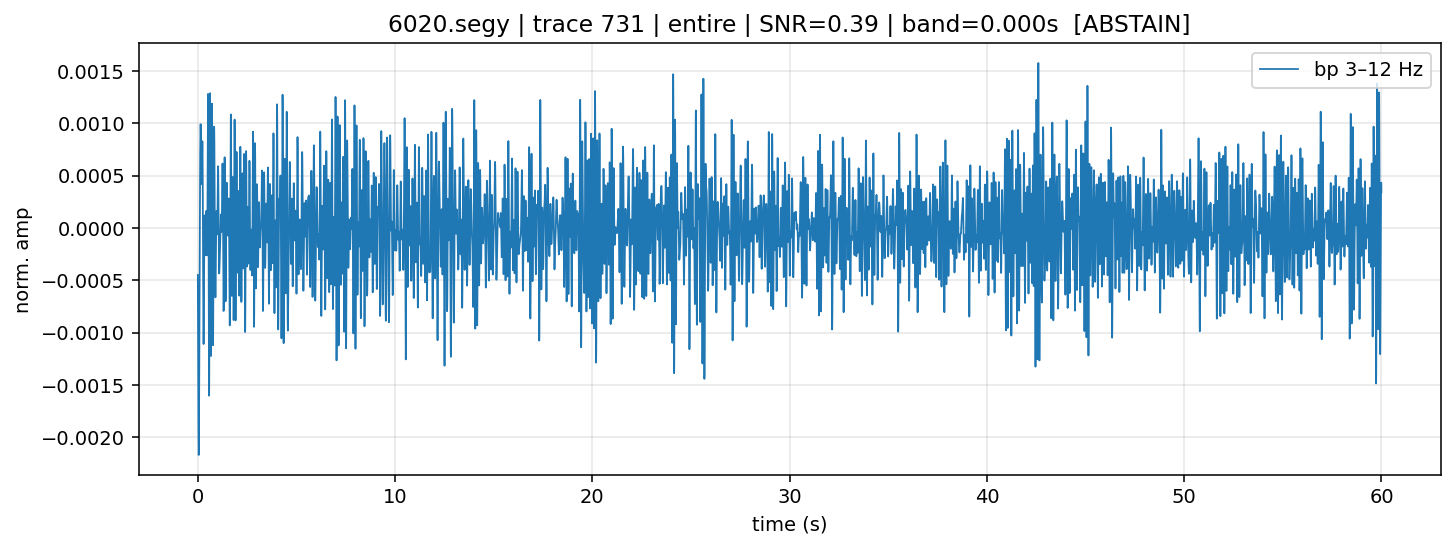 6020.segy | trace 731 | entire | SNR=0.39 | band=0.000s  [ABSTAIN]
bp 3–12 Hz
norm. amp
0.0015
0.0010
0.0005
0.0000
−0.0005
−0.0010
−0.0015
−0.0020
0 10 20 30 40 50 60
time (s)